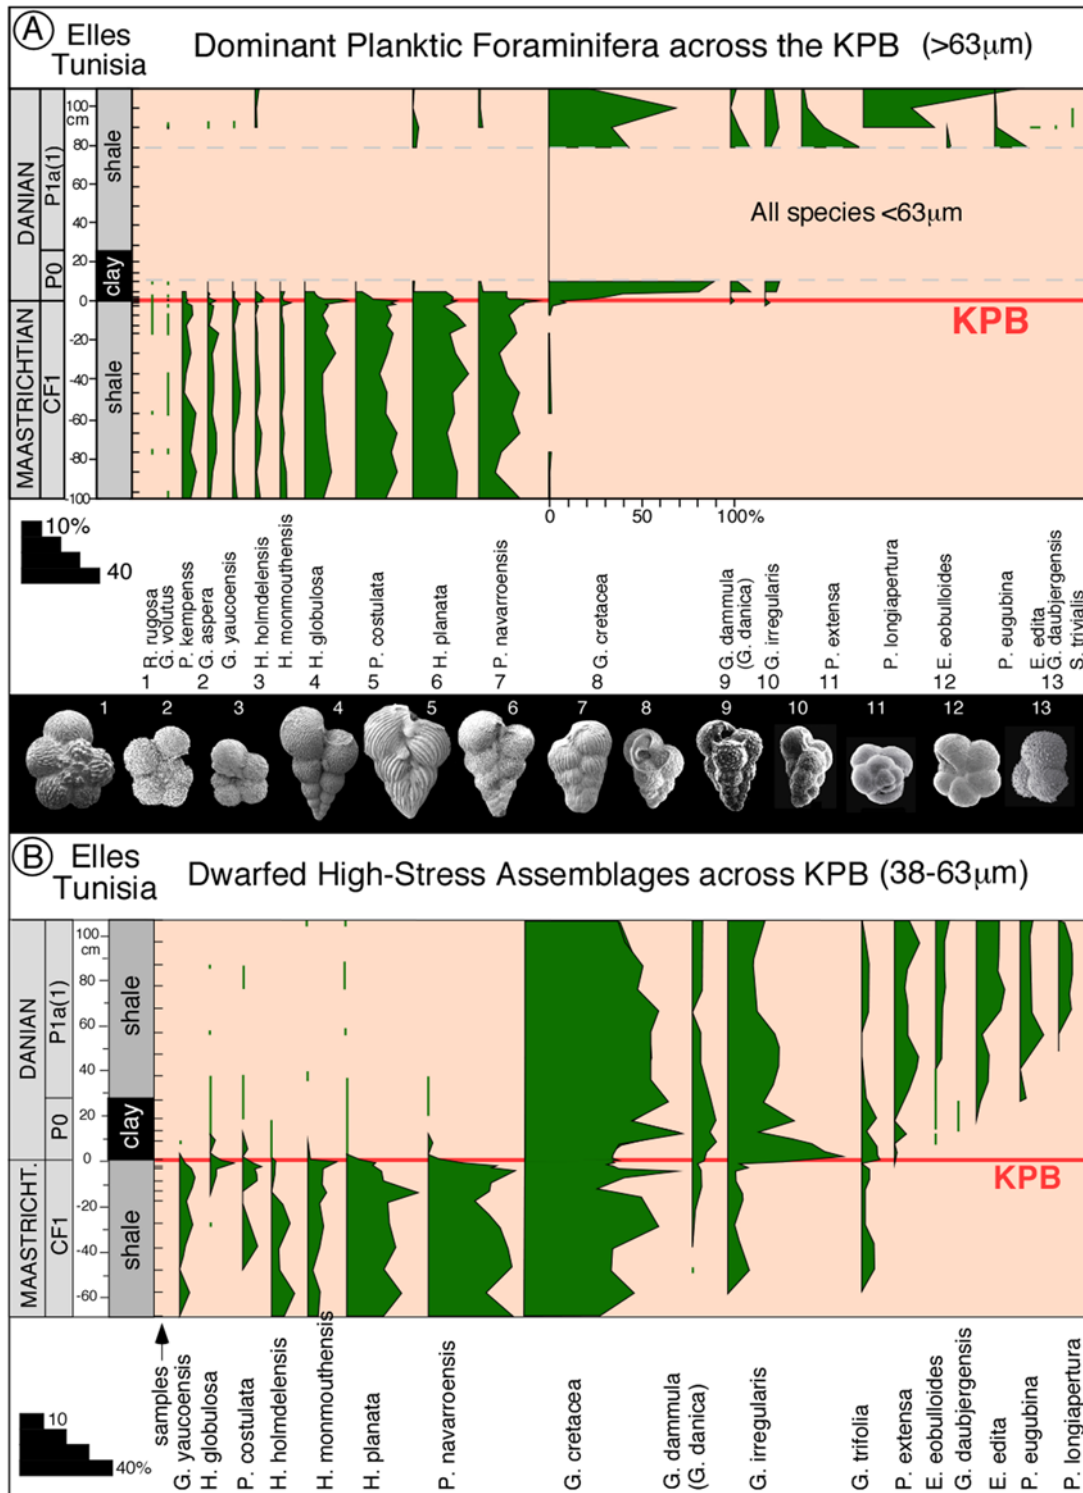 A
Elles
Tunisia
Dominant Planktic Foraminifera across the KPB (>63µm)
DANIAN
MAASTRICHTIAN
P1a(1)
P0
CF1
100
cm
80
60
40
20
0
-20
-40
-60
-80
-100
shale
clay
shale
All species <63µm
KPB
0
50
100%
10%
40
R. rugosa
G. volutus
P. kempenss
G. aspera
G. yaucoensis
H. holmdelensis
H. monmouthensis
H. globulosa
P. costulata
H. planata
P. navarroensis
G. cretacea
G. dammula
(G. danica)
G. irregularis
P. extensa
P. longiapertura
E. eobulloides
P. eugubina
E. edita
G. daubjergensis
S. trivialis
1 2 3 4 5 6 7 8 9 10 11 12 13
1 2 3 4 5 6 7 8 9 10 11 12 13
B
Elles
Tunisia
Dwarfed High-Stress Assemblages across KPB (38-63µm)
DANIAN
MAASTRICHT.
P1a(1)
P0
CF1
100
cm
80
60
40
20
0
-20
-40
-60
shale
clay
shale
KPB
10
40%
samples
G. yaucoensis
H. globulosa
P. costulata
H. holmdelensis
H. monmouthensis
H. planata
P. navarroensis
G. cretacea
G. dammula
(G. danica)
G. irregularis
G. trifolia
P. extensa
E. eobulloides
G. daubjergensis
E. edita
P. eugubina
P. longiapertura